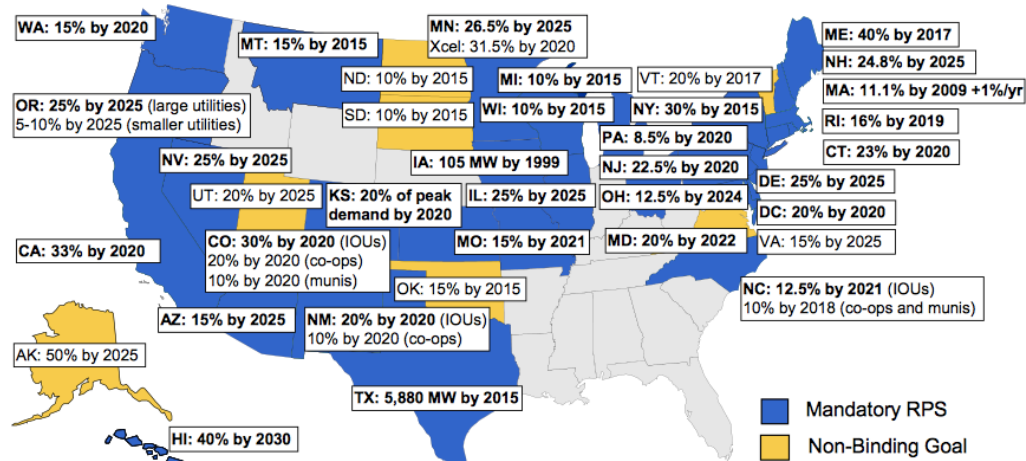 WA: 15% by 2020
MT: 15% by 2015
MN: 26.5% by 2025
Xcel: 31.5% by 2020
ME: 40% by 2017
NH: 24.8% by 2025
ND: 10% by 2015
MI: 10% by 2015
VT: 20% by 2017
MA: 11.1% by 2009 +1%/yr
OR: 25% by 2025 (large utilities)
5-10% by 2025 (smaller utilities)
SD: 10% by 2015
WI: 10% by 2015
NY: 30% by 2015
RI: 16% by 2019
PA: 8.5% by 2020
CT: 23% by 2020
NV: 25% by 2025
IA: 105 MW by 1999
NJ: 22.5% by 2020
DE: 25% by 2025
UT: 20% by 2025
KS: 20% of peak
demand by 2020
IL: 25% by 2025
OH: 12.5% by 2024
DC: 20% by 2020
CA: 33% by 2020
CO: 30% by 2020 (IOUs)
20% by 2020 (co-ops)
10% by 2020 (munis)
MO: 15% by 2021
MD: 20% by 2022
VA: 15% by 2025
OK: 15% by 2015
NC: 12.5% by 2021 (IOUs)
10% by 2018 (co-ops and munis)
AZ: 15% by 2025
NM: 20% by 2020 (IOUs)
10% by 2020 (co-ops)
AK: 50% by 2025
TX: 5,880 MW by 2015
HI: 40% by 2030
Mandatory RPS
Non-Binding Goal